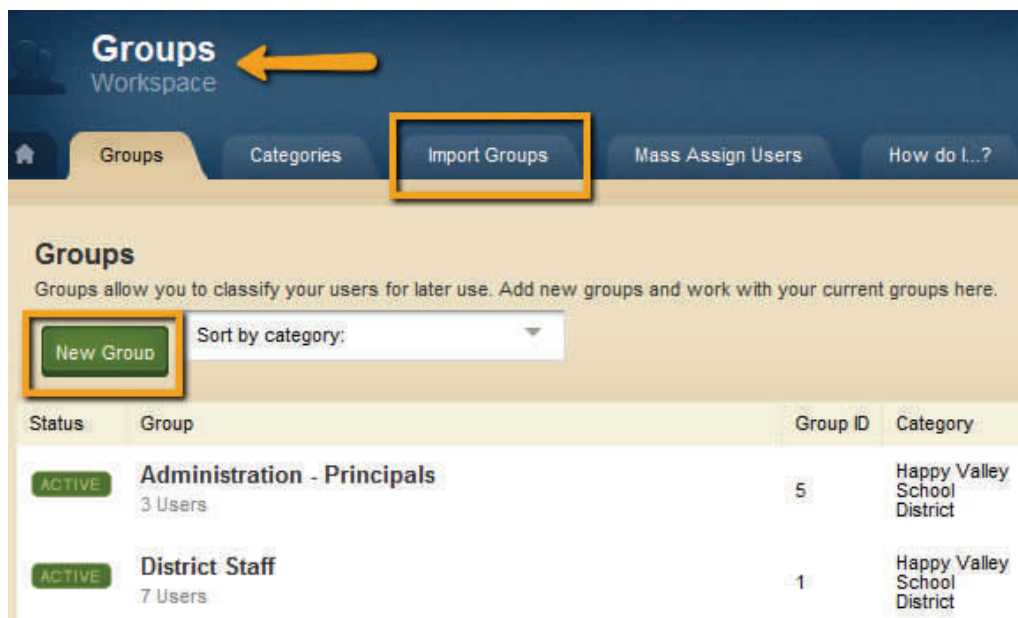 Groups
Workspace
Groups Categories Import Groups Mass Assign Users How do I...?
Groups
Groups allow you to classify your users for later use. Add new groups and work with your current groups here.
New Group Sort by category:
Status Group Group ID Category
ACTIVE Administration - Principals 5 Happy Valley
3 Users School
District
ACTIVE District Staff 1 Happy Valley
7 Users School
District